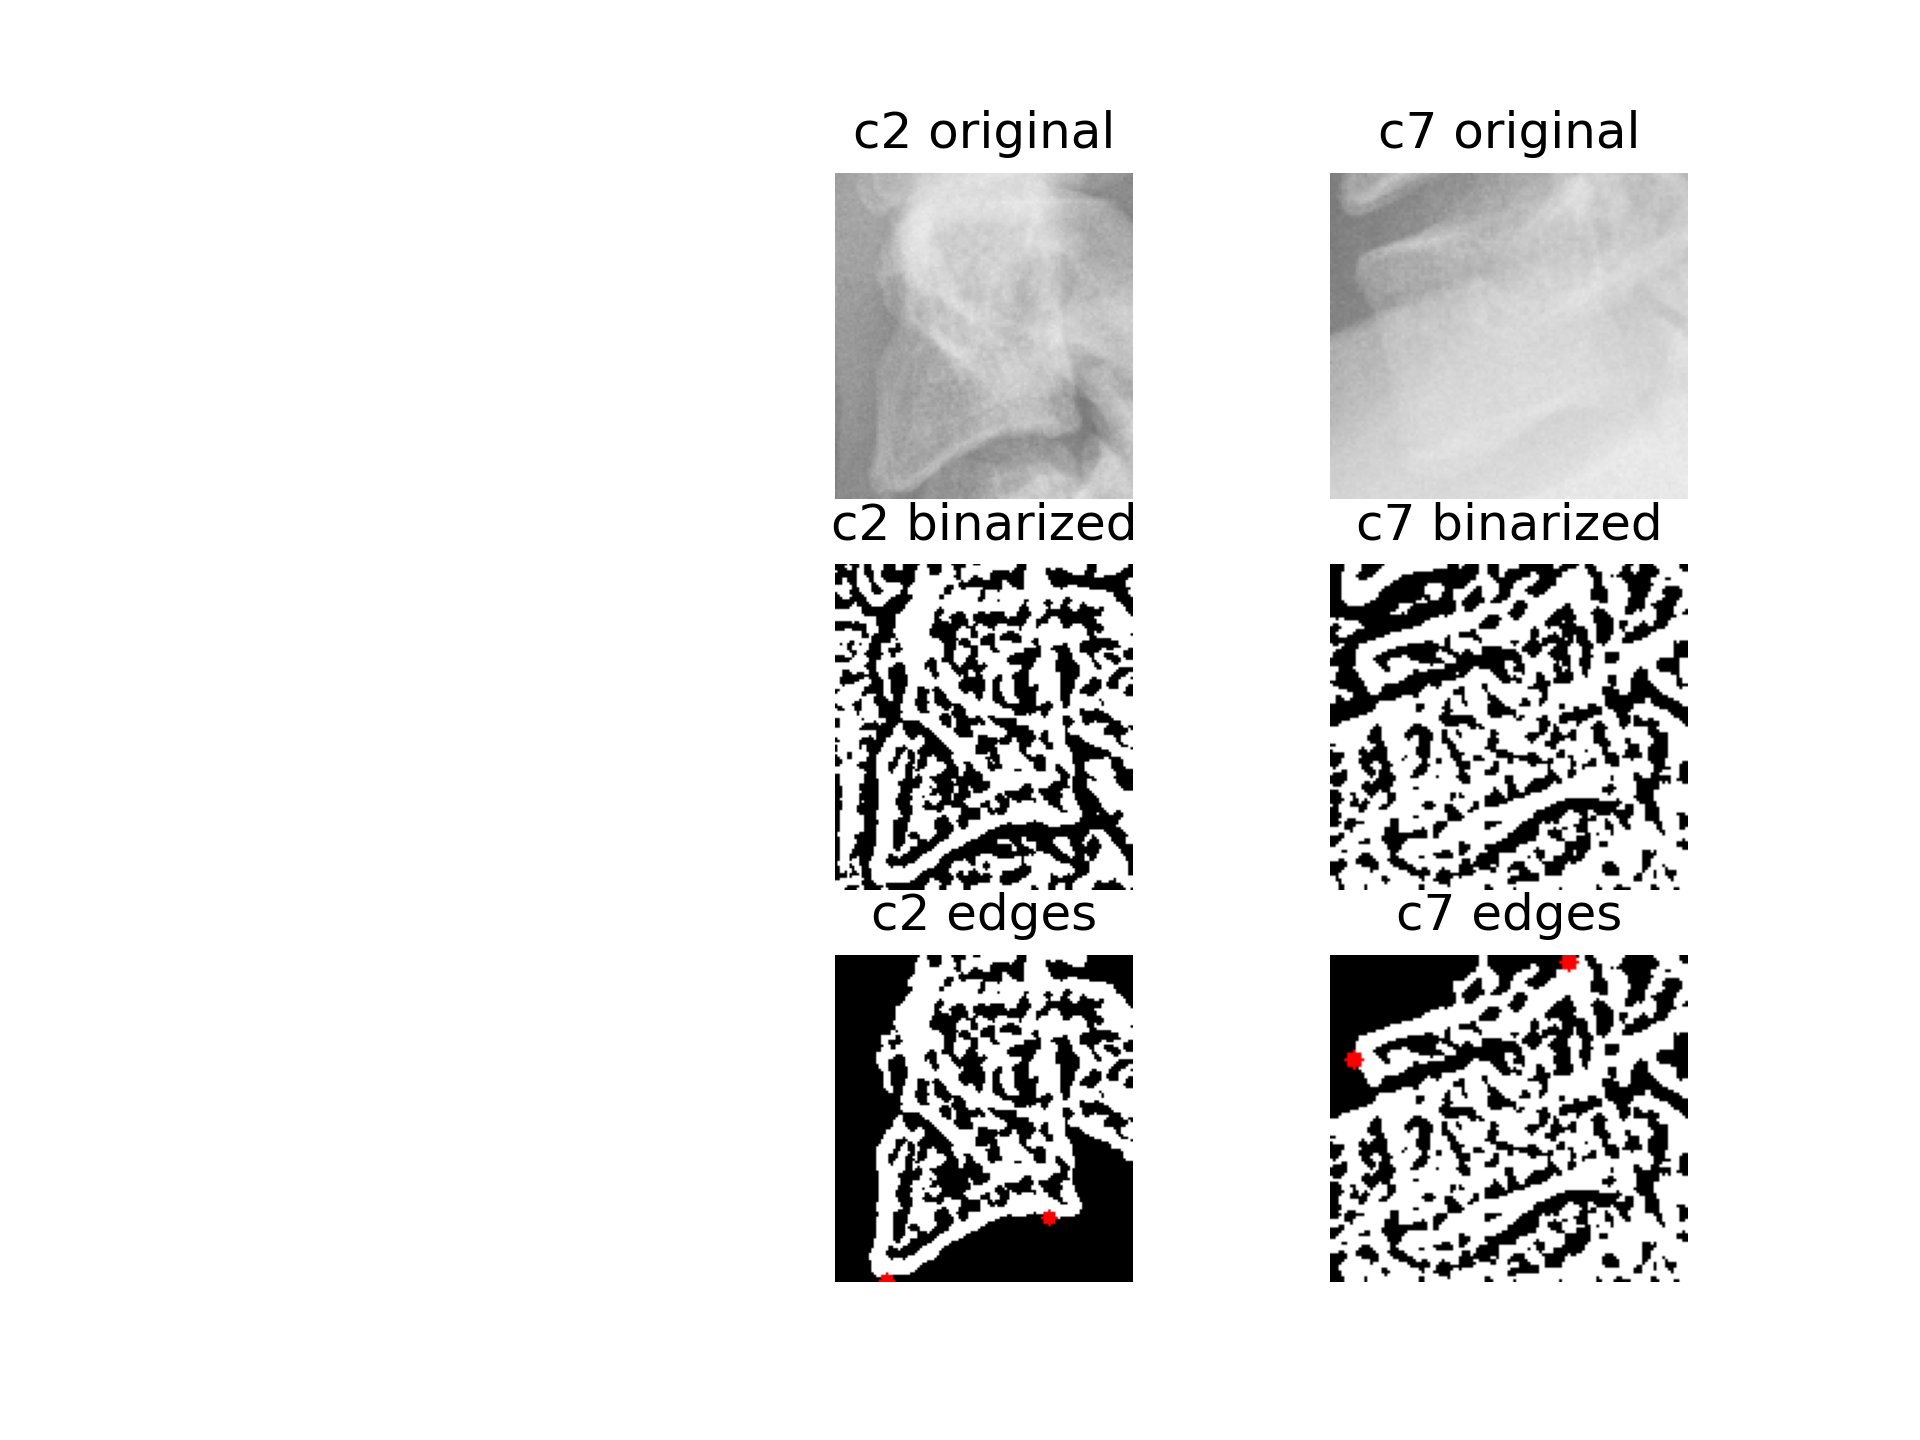 c2 original
c7 original
c2 binarized
c7 binarized
c2 edges
c7 edges